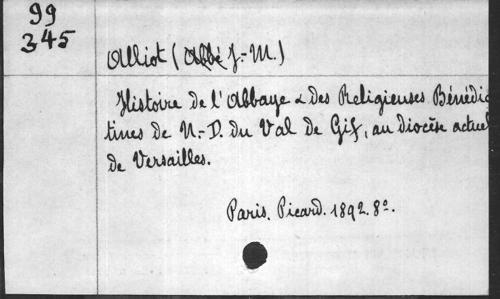 99
345
Alliot (Abbé J.-M.)
Histoire de l'Abbaye & des Religieuses Bénédic
tines de N.-D. du Val de Gif, au diocèse actuel
de Versailles.
Paris. Picard. 1892. 8º.